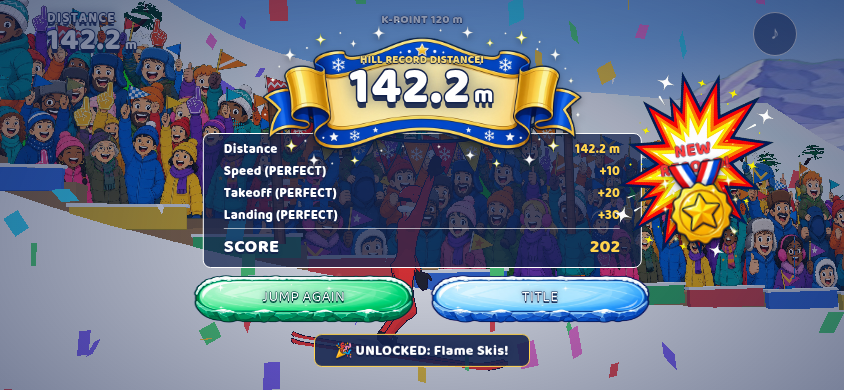 DISTANCE
142.2 m
K-POINT 120 m
♪
HILL RECORD DISTANCE!
142.2 m
Distance 142.2 m
Speed (PERFECT) +10
Takeoff (PERFECT) +20
Landing (PERFECT) +30
NEW
SCORE 202
JUMP AGAIN
TITLE
🎉 UNLOCKED: Flame Skis!